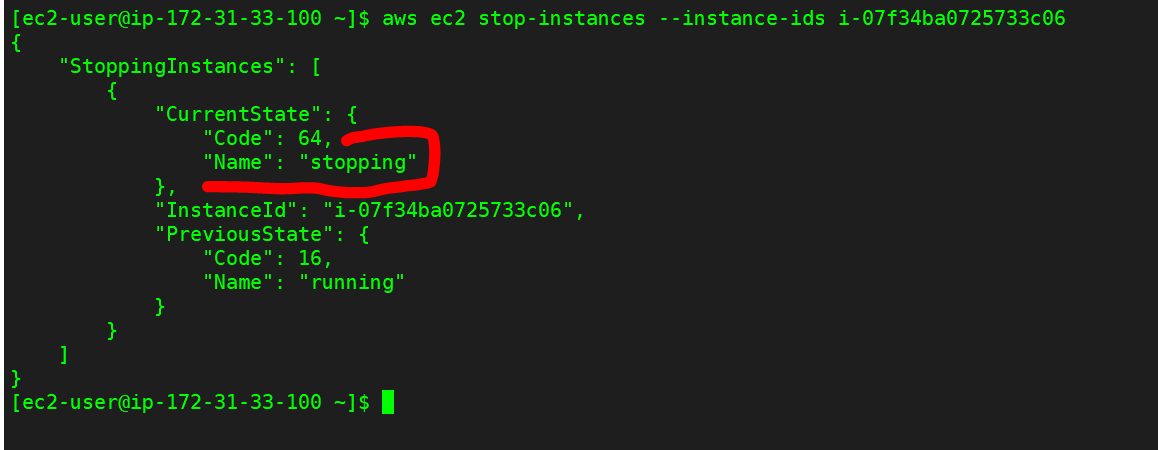 [ec2-user@ip-172-31-33-100 ~]$ aws ec2 stop-instances --instance-ids i-07f34ba0725733c06
{
    "StoppingInstances": [
        {
            "CurrentState": {
                "Code": 64,
                "Name": "stopping"
            },
            "InstanceId": "i-07f34ba0725733c06",
            "PreviousState": {
                "Code": 16,
                "Name": "running"
            }
        }
    ]
}
[ec2-user@ip-172-31-33-100 ~]$